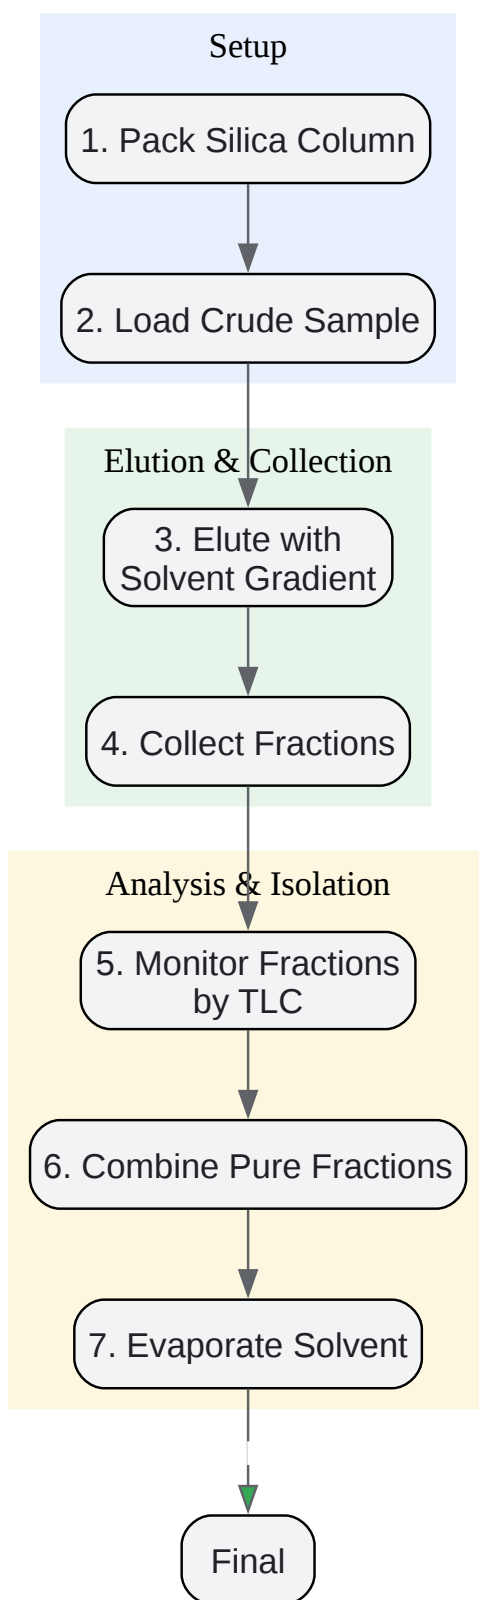 Setup
1. Pack Silica Column
2. Load Crude Sample
Elution & Collection
3. Elute with
Solvent Gradient
4. Collect Fractions
Analysis & Isolation
5. Monitor Fractions
by TLC
6. Combine Pure Fractions
7. Evaporate Solvent
Final